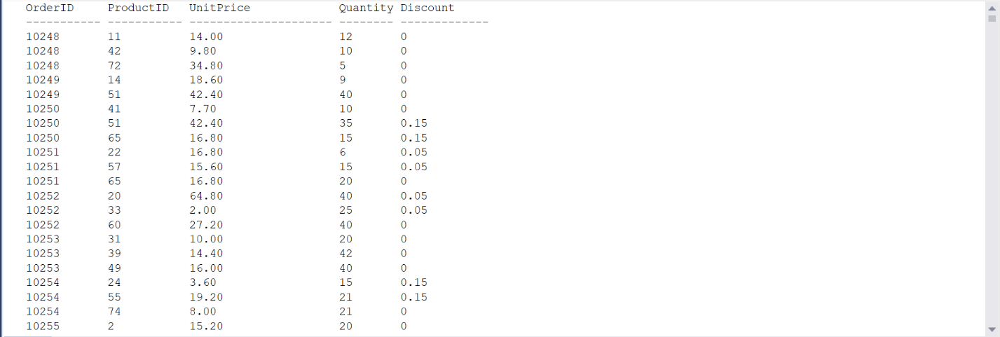 OrderID ProductID UnitPrice Quantity Discount
----------- ----------- --------------------- -------- -------------
10248 11 14.00 12 0
10248 42 9.80 10 0
10248 72 34.80 5 0
10249 14 18.60 9 0
10249 51 42.40 40 0
10250 41 7.70 10 0
10250 51 42.40 35 0.15
10250 65 16.80 15 0.15
10251 22 16.80 6 0.05
10251 57 15.60 15 0.05
10251 65 16.80 20 0
10252 20 64.80 40 0.05
10252 33 2.00 25 0.05
10252 60 27.20 40 0
10253 31 10.00 20 0
10253 39 14.40 42 0
10253 49 16.00 40 0
10254 24 3.60 15 0.15
10254 55 19.20 21 0.15
10254 74 8.00 21 0
10255 2 15.20 20 0